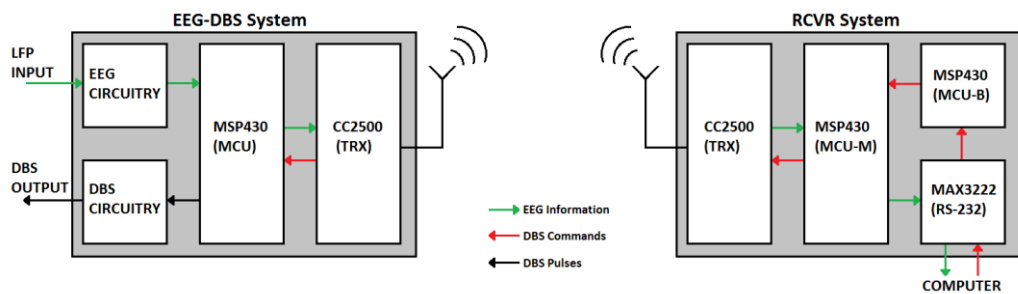 EEG-DBS System
RCVR System
LFP
INPUT
EEG
CIRCUITRY
MSP430
(MCU)
CC2500
(TRX)
DBS
OUTPUT
DBS
CIRCUITRY
EEG Information
DBS Commands
DBS Pulses
CC2500
(TRX)
MSP430
(MCU-M)
MSP430
(MCU-B)
MAX3222
(RS-232)
COMPUTER